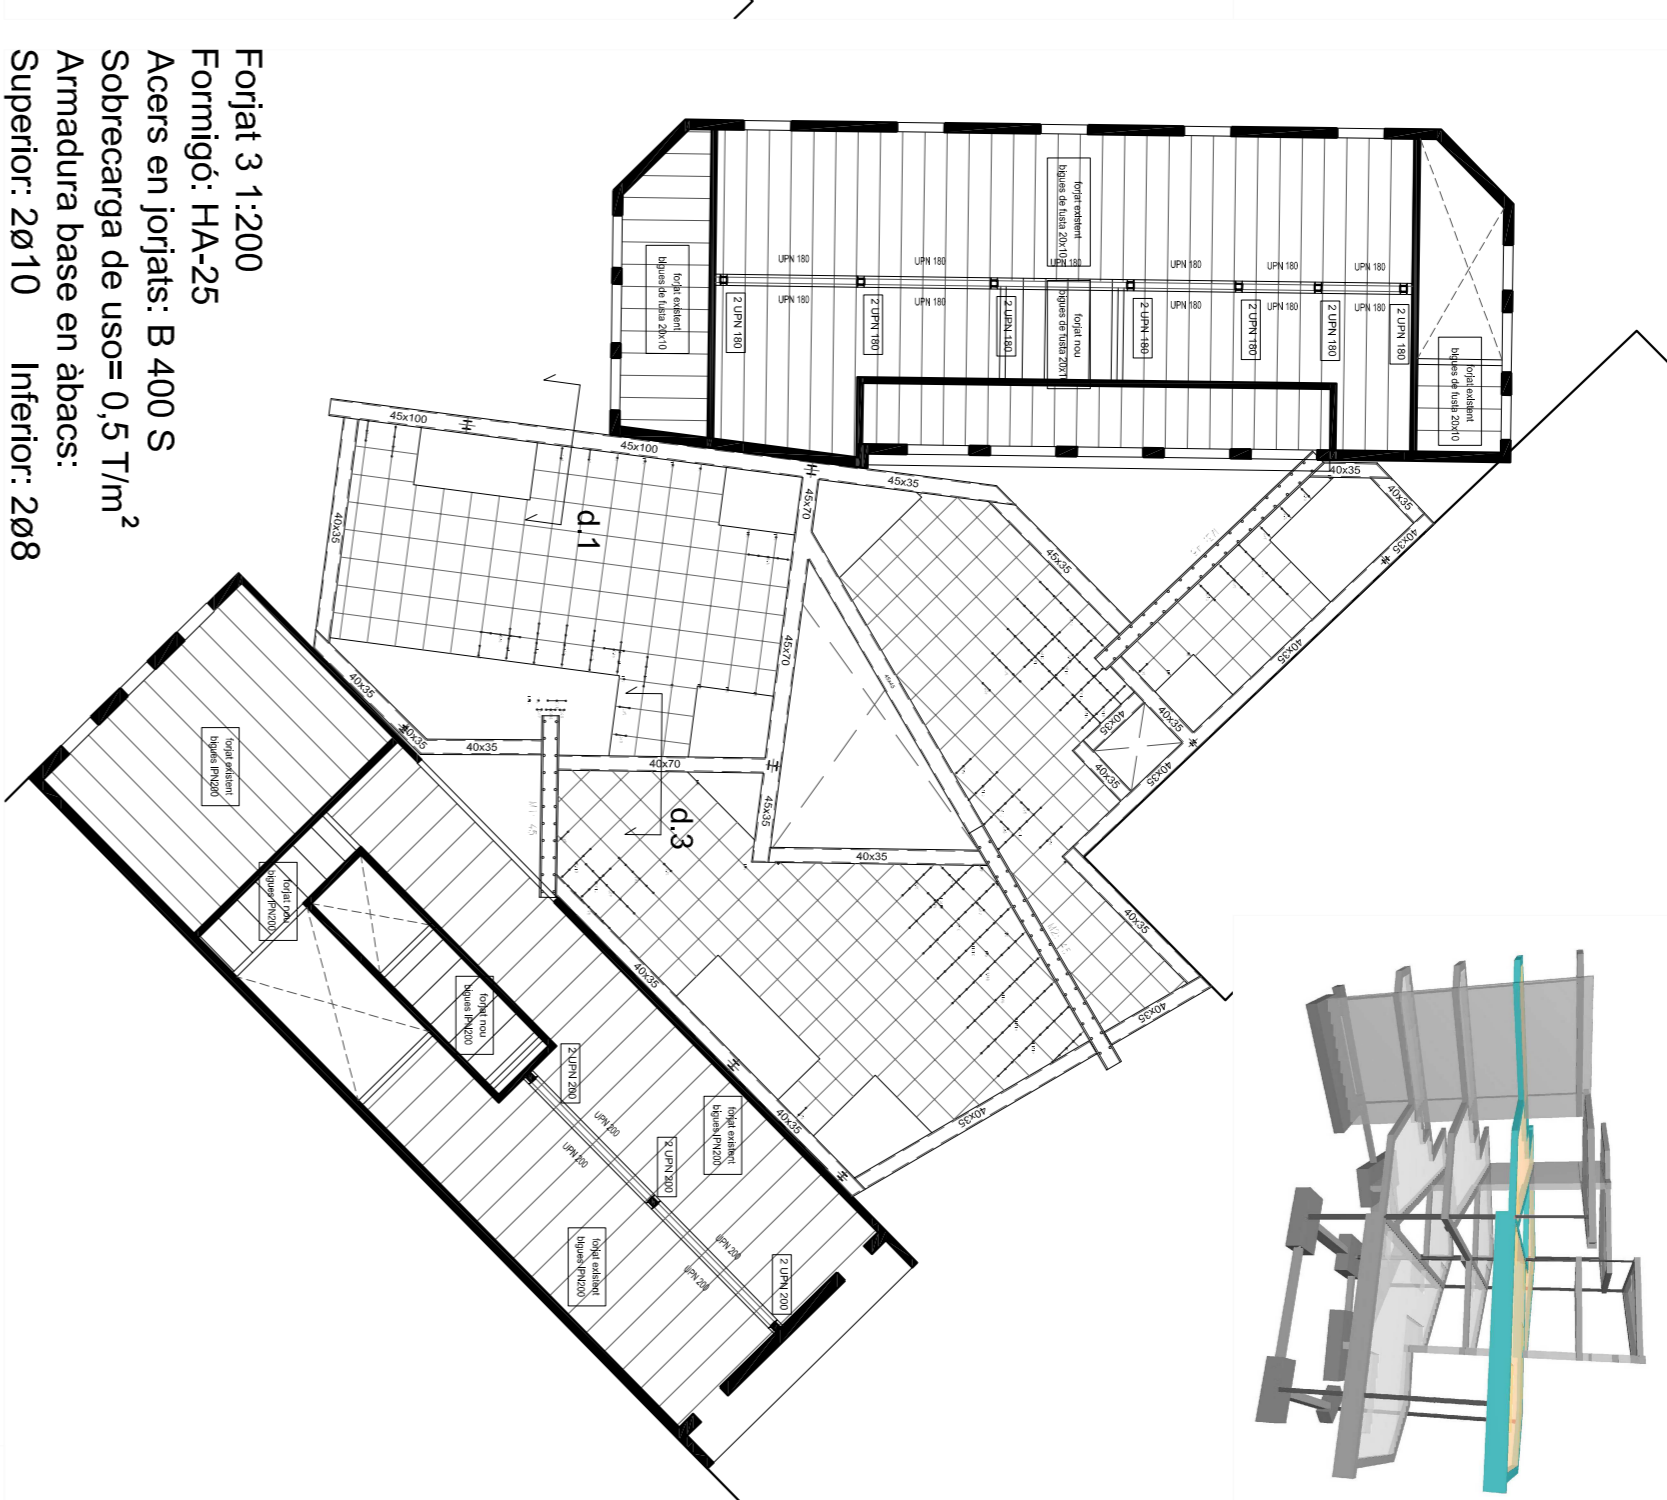 Forjat 3 1:200
Formigó: HA-25
Acers en jorjats: B 400 S
Sobrecarga de uso= 0,5 T/m²
Armadura base en àbacs:
Superior: 2ø10 Inferior: 2ø8
forjat existent
bigues de fusta 20x10
UPN 180
UPN 180
UPN 180
UPN 180
UPN 180
UPN 180
UPN 180
UPN 180
UPN 180
UPN 180
UPN 180
2 UPN 180
2 UPN 180
2 UPN 180
2 UPN 180
2 UPN 180
2 UPN 180
2 UPN 180
forjat nou
bigues de fusta 20x10
forjat existent
bigues de fusta 20x10
forjat existent
bigues de fusta 20x10
45x100
45x100
45x35
45x70
45x35
40x35
40x35
40x35
40x35
40x35
d.1
45x70
40x35
40x35
40x35
40x35
40x70
45x35
40x35
d.3
40x35
40x35
40x35
40x35
40x35
40x35
40x35
40x35
40x35
forjat existent
bigues IPN200
forjat nou
bigues IPN200
forjat nou
bigues IPN200
forjat existent
bigues IPN200
forjat existent
bigues IPN200
2 UPN 200
UPN 200
UPN 200
2 UPN 200
UPN 200
UPN 200
2 UPN 200